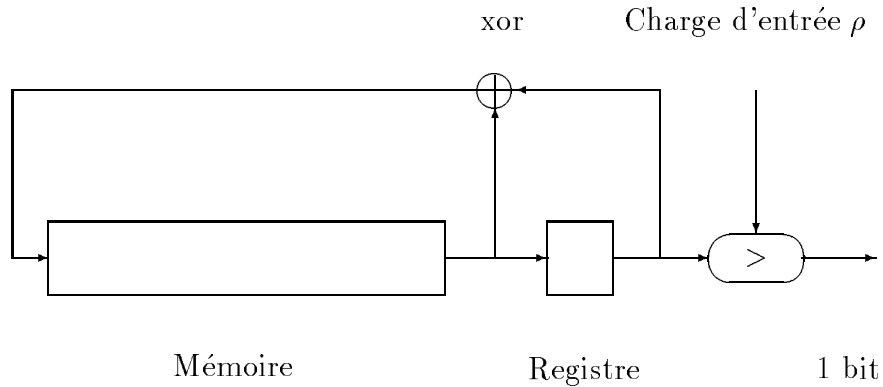 xor
Charge d'entrée ρ
>
Mémoire
Registre
1 bit